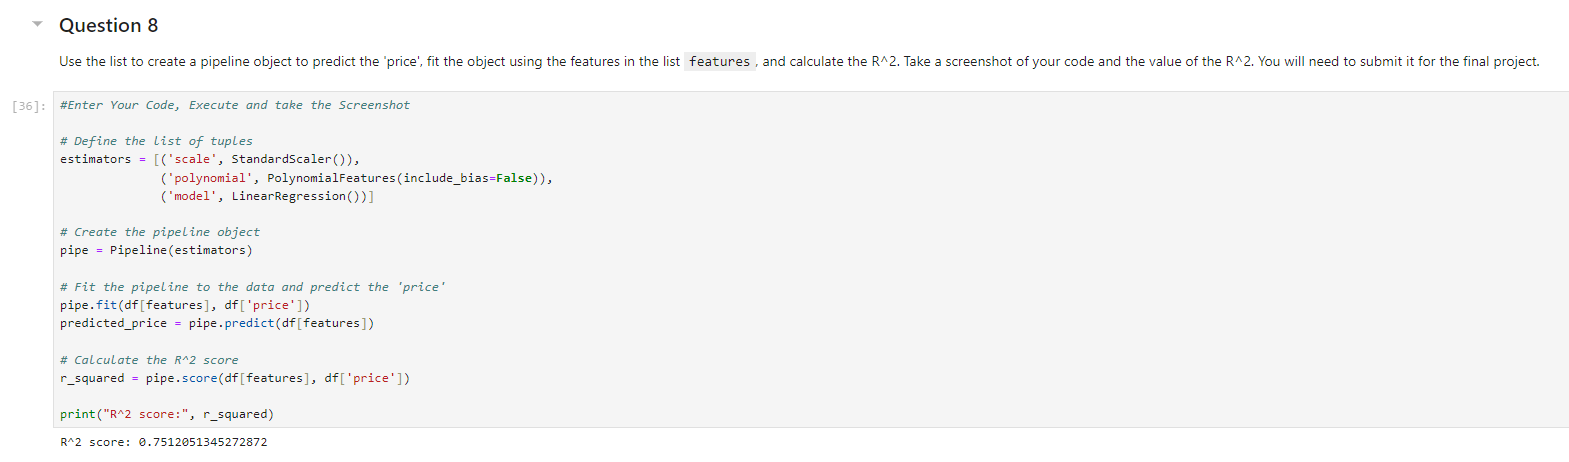 Question 8
Use the list to create a pipeline object to predict the 'price', fit the object using the features in the list features , and calculate the R^2. Take a screenshot of your code and the value of the R^2. You will need to submit it for the final project.
[36]: #Enter Your Code, Execute and take the Screenshot
# Define the list of tuples
estimators = [('scale', StandardScaler()),
('polynomial', PolynomialFeatures(include_bias=False)),
('model', LinearRegression())]
# Create the pipeline object
pipe = Pipeline(estimators)
# Fit the pipeline to the data and predict the 'price'
pipe.fit(df[features], df['price'])
predicted_price = pipe.predict(df[features])
# Calculate the R^2 score
r_squared = pipe.score(df[features], df['price'])
print("R^2 score:", r_squared)
R^2 score: 0.7512051345272872